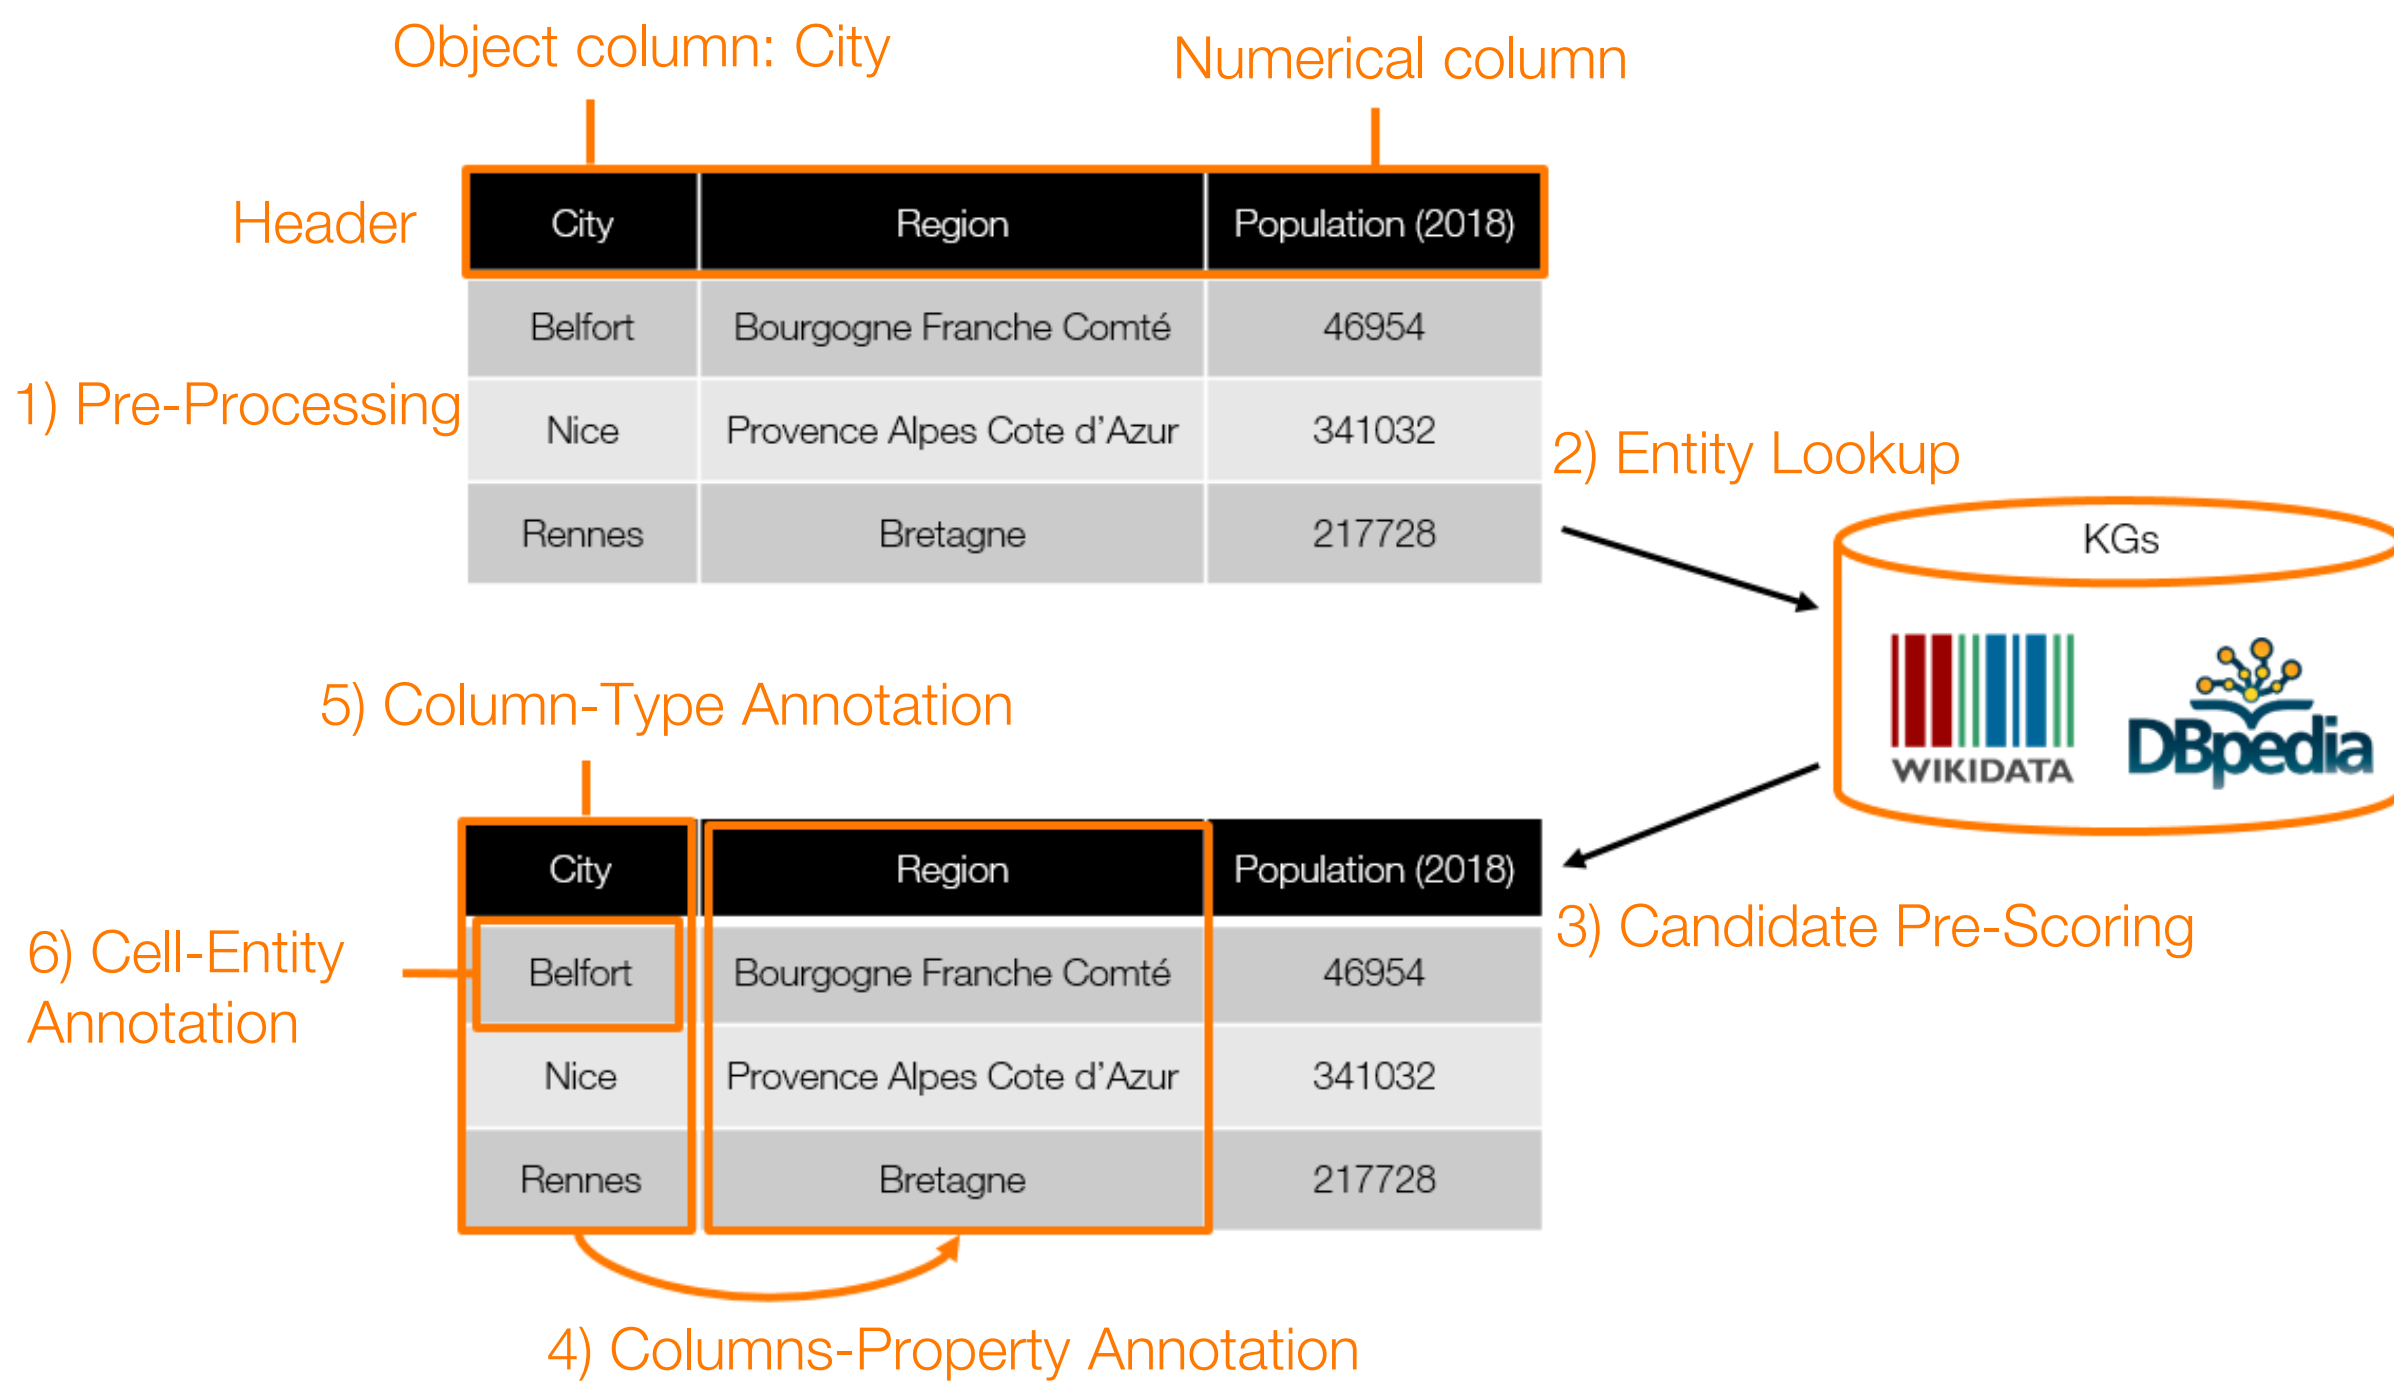 Object column: City
Numerical column
Header
City Region Population (2018)
Belfort Bourgogne Franche Comté 46954
1) Pre-Processing
Nice Provence Alpes Cote d'Azur 341032
2) Entity Lookup
Rennes Bretagne 217728
KGs
WIKIDATA
DBpedia
5) Column-Type Annotation
City Region Population (2018)
3) Candidate Pre-Scoring
6) Cell-Entity
Annotation
Belfort Bourgogne Franche Comté 46954
Nice Provence Alpes Cote d'Azur 341032
Rennes Bretagne 217728
4) Columns-Property Annotation